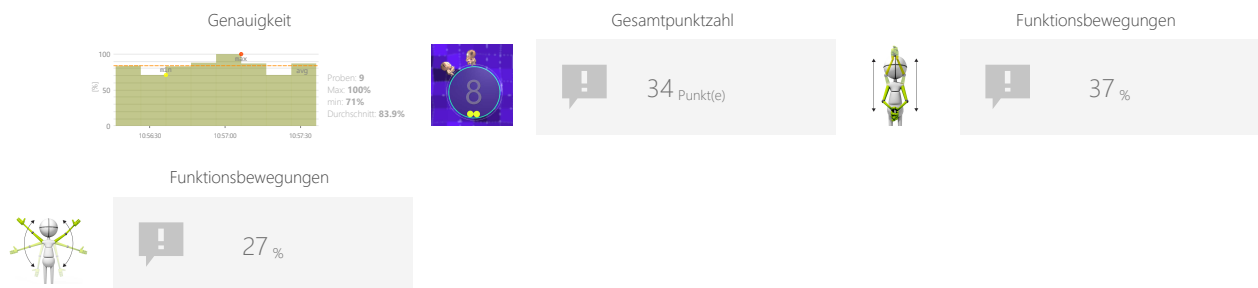 Genauigkeit
100
50
0
[%]
min
max
avg
10:56:30
10:57:00
10:57:30
Proben: 9
Max: 100%
min: 71%
Durchschnitt: 83.9%
8
Gesamtpunktzahl
34 Punkt(e)
Funktionsbewegungen
37 %
Funktionsbewegungen
27 %